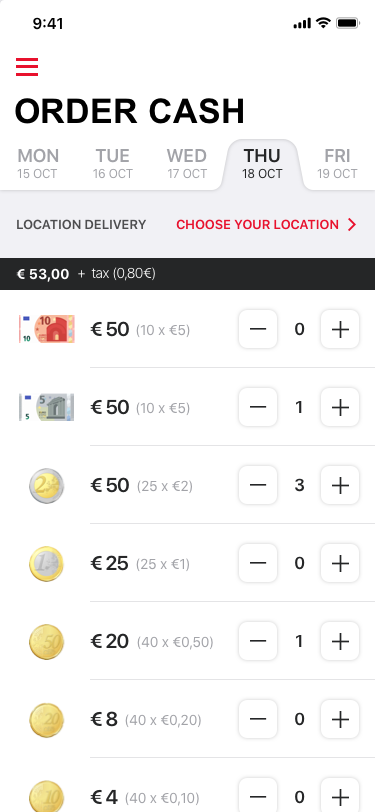 9:41
ORDER CASH
MON TUE WED THU FRI
15 OCT 16 OCT 17 OCT 18 OCT 19 OCT
LOCATION DELIVERY CHOOSE YOUR LOCATION
€ 53,00 + tax (0,80€)
10 10 € 50 (10 x €5) 0
5 5 € 50 (10 x €5) 1
2 € 50 (25 x €2) 3
1 € 25 (25 x €1) 0
50 € 20 (40 x €0,50) 1
20 € 8 (40 x €0,20) 0
10 € 4 (40 x €0,10) 0